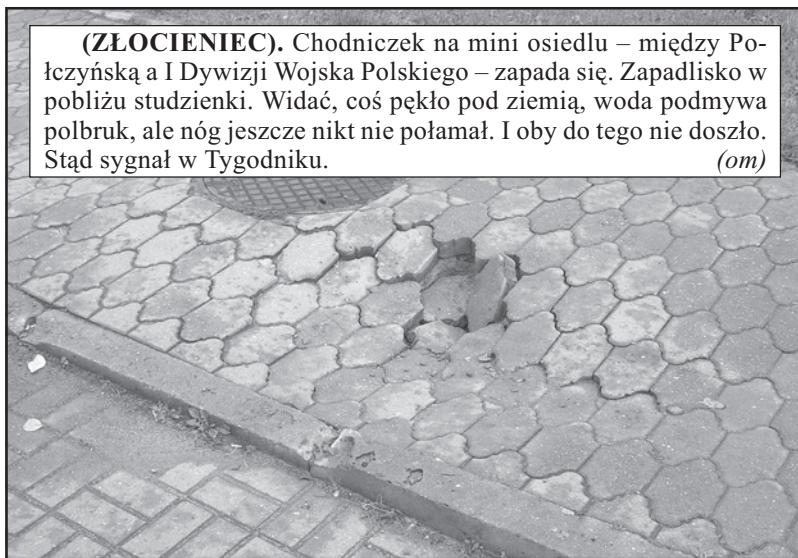 (ZŁOCIENIEC). Chodniczek na mini osiedlu – między Po-
łczyńską a I Dywizji Wojska Polskiego – zapada się. Zapadlisko w
pobliżu studzienki. Widać, coś pękło pod ziemią, woda podmywa
polbruk, ale nóg jeszcze nikt nie połamał. I oby do tego nie doszło.
Stąd sygnał w Tygodniku. (om)